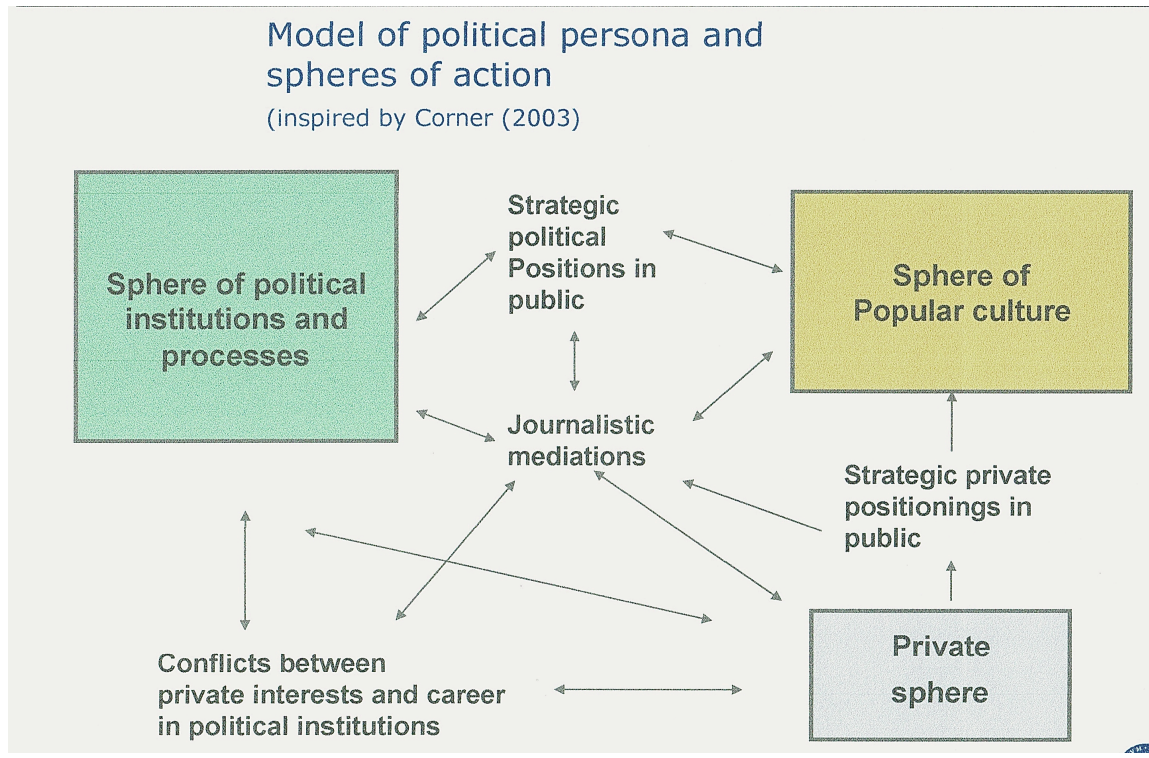 Model of political persona and
spheres of action
(inspired by Corner (2003)
Sphere of political
institutions and
processes
Strategic
political
Positions in
public
Sphere of
Popular culture
Journalistic
mediations
Strategic private
positionings in
public
Conflicts between
private interests and career
in political institutions
Private
sphere